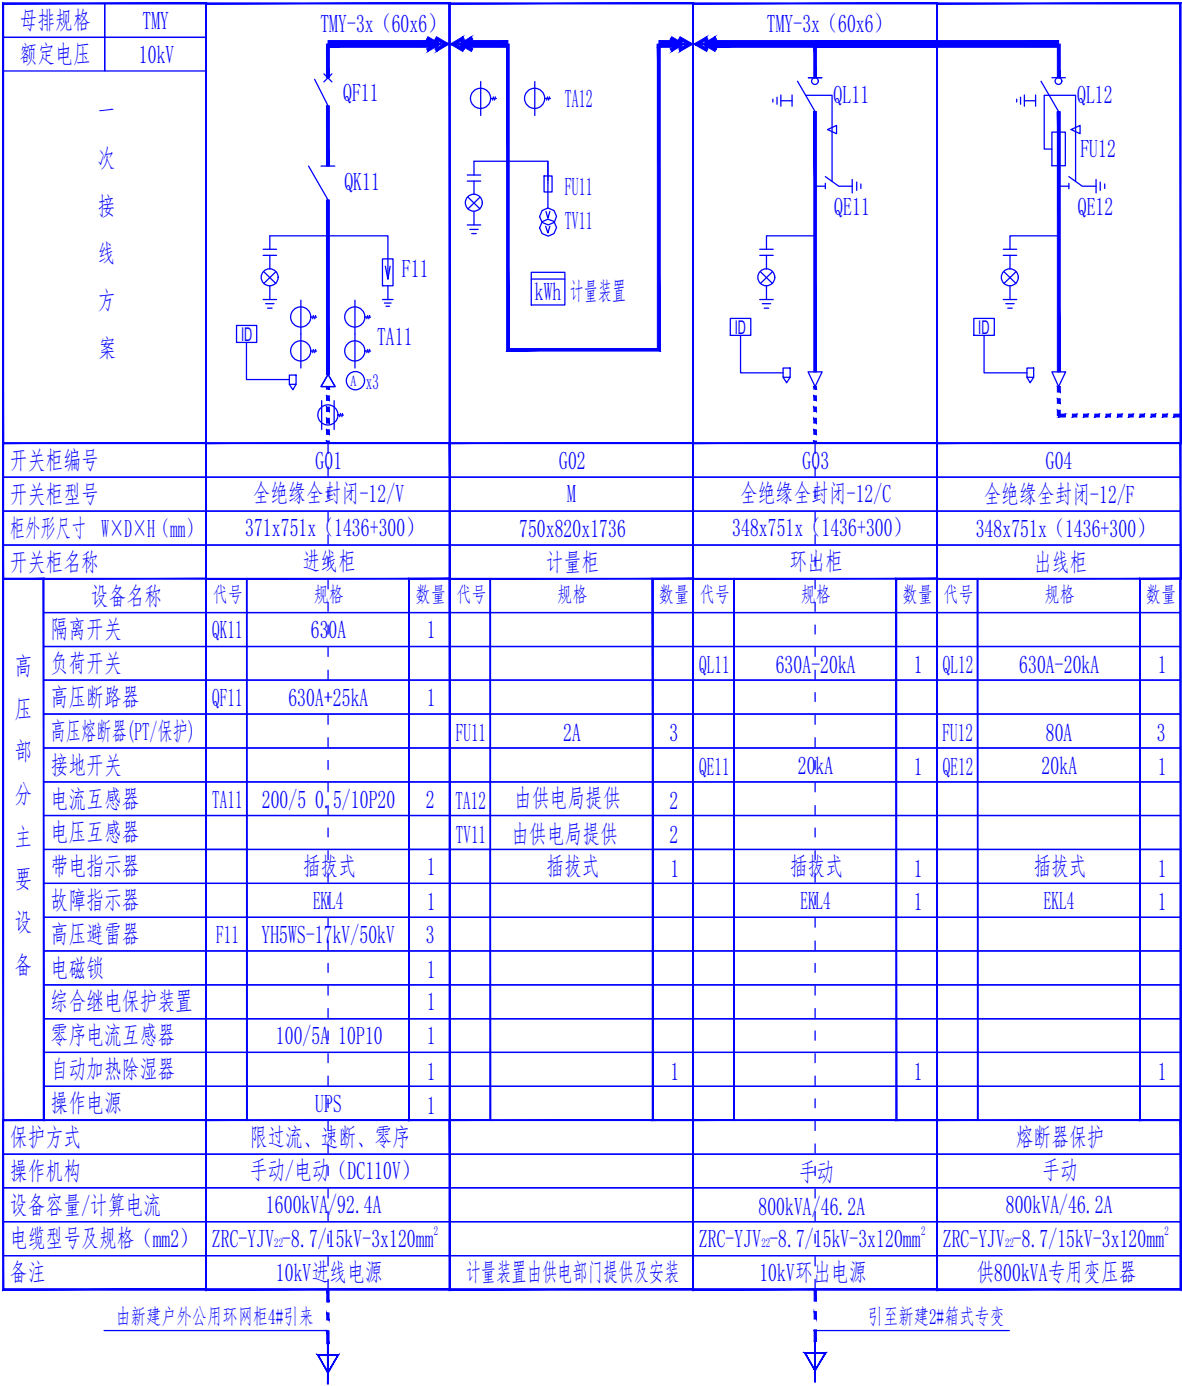 母排规格 TMY
额定电压 10kV
一次接线方案
TMY-3x（60x6）
TMY-3x（60x6）
QF11
QK11
F11
TA11
ID
A x3
TA12
FU11
TV11
kWh 计量装置
QL11
QE11
ID
QL12
FU12
QE12
ID
开关柜编号 G01 G02 G03 G04
开关柜型号 全绝缘全封闭-12/V M 全绝缘全封闭-12/C 全绝缘全封闭-12/F
柜外形尺寸 W×D×H(mm) 371x751x（1436+300） 750x820x1736 348x751x（1436+300） 348x751x（1436+300）
开关柜名称 进线柜 计量柜 环出柜 出线柜
高压部分主要设备
设备名称 代号 规格 数量 代号 规格 数量 代号 规格 数量 代号 规格 数量
隔离开关 QK11 630A 1
负荷开关 QL11 630A-20kA 1 QL12 630A-20kA 1
高压断路器 QF11 630A+25kA 1
高压熔断器(PT/保护) FU11 2A 3 FU12 80A 3
接地开关 QE11 20kA 1 QE12 20kA 1
电流互感器 TA11 200/5 0.5/10P20 2 TA12 由供电局提供 2
电压互感器 TV11 由供电局提供 2
带电指示器 插拔式 1 插拔式 1 插拔式 1 插拔式 1
故障指示器 EKL4 1 EKL4 1 EKL4 1
高压避雷器 F11 YH5WS-17kV/50kV 3
电磁锁 1
综合继电保护装置 1
零序电流互感器 100/5A 10P10 1
自动加热除湿器 1 1 1 1
操作电源 UPS 1
保护方式 限过流、速断、零序 熔断器保护
操作机构 手动/电动（DC110V） 手动 手动
设备容量/计算电流 1600kVA/92.4A 800kVA/46.2A 800kVA/46.2A
电缆型号及规格（mm2） ZRC-YJV22-8.7/15kV-3x120mm² ZRC-YJV22-8.7/15kV-3x120mm² ZRC-YJV22-8.7/15kV-3x120mm²
备注 10kV进线电源 计量装置由供电部门提供及安装 10kV环出电源 供800kVA专用变压器
由新建户外公用环网柜4#引来
引至新建2#箱式专变